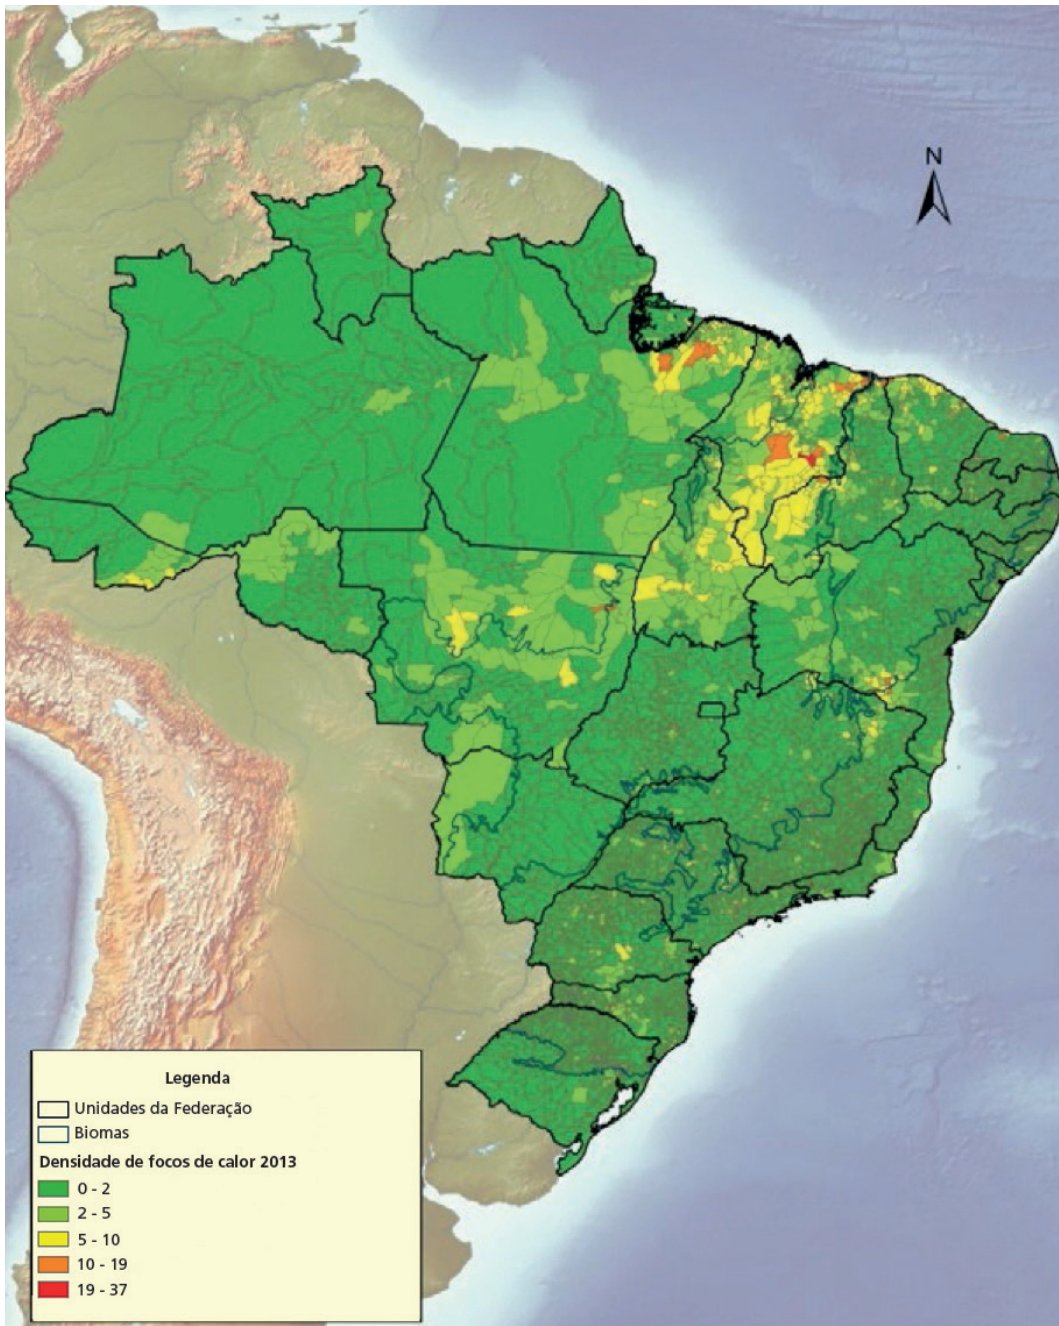 N
Legenda
Unidades da Federação
Biomas
Densidade de focos de calor 2013
0 - 2
2 - 5
5 - 10
10 - 19
19 - 37